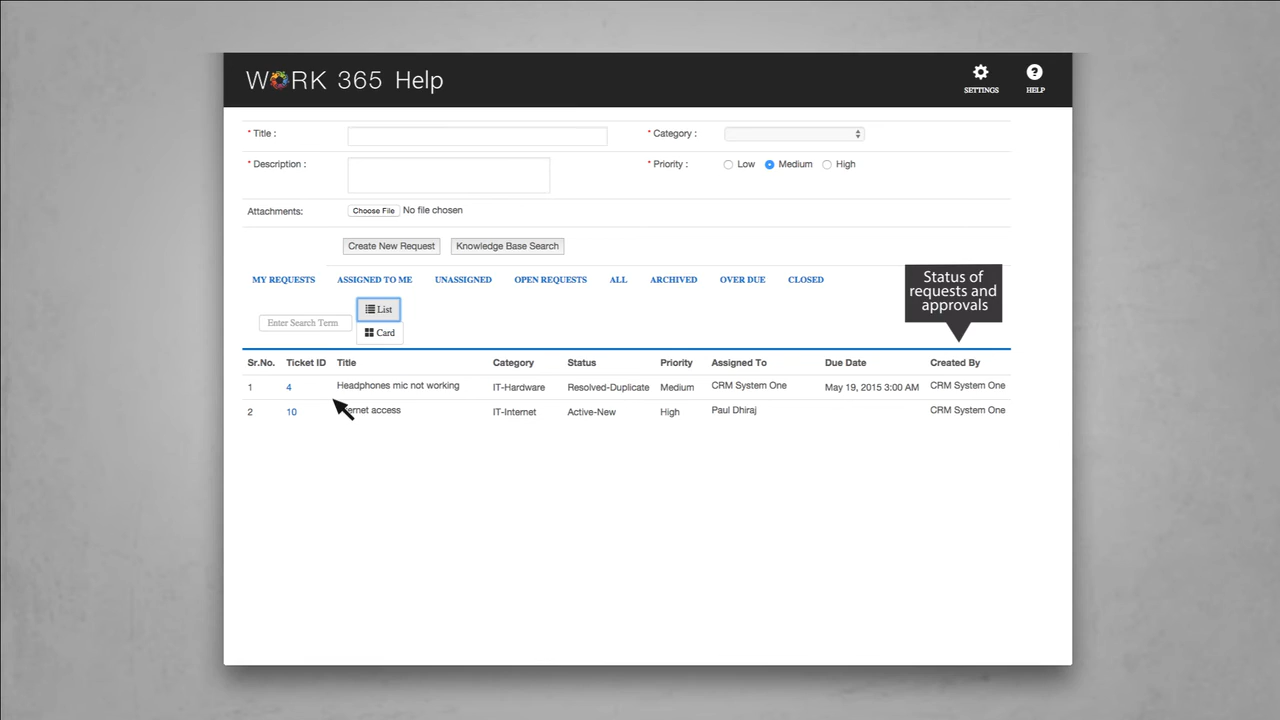 WORK 365 Help
SETTINGS
HELP
* Title :
* Category :
* Description :
* Priority :
Low
Medium
High
Attachments:
Choose File No file chosen
Create New Request
Knowledge Base Search
MY REQUESTS ASSIGNED TO ME UNASSIGNED OPEN REQUESTS ALL ARCHIVED OVER DUE CLOSED
Status of
requests and
approvals
Enter Search Term
List
Card
Sr.No. Ticket ID Title Category Status Priority Assigned To Due Date Created By
1 4 Headphones mic not working IT-Hardware Resolved-Duplicate Medium CRM System One May 19, 2015 3:00 AM CRM System One
2 10 access IT-Internet Active-New High Paul Dhiraj CRM System One